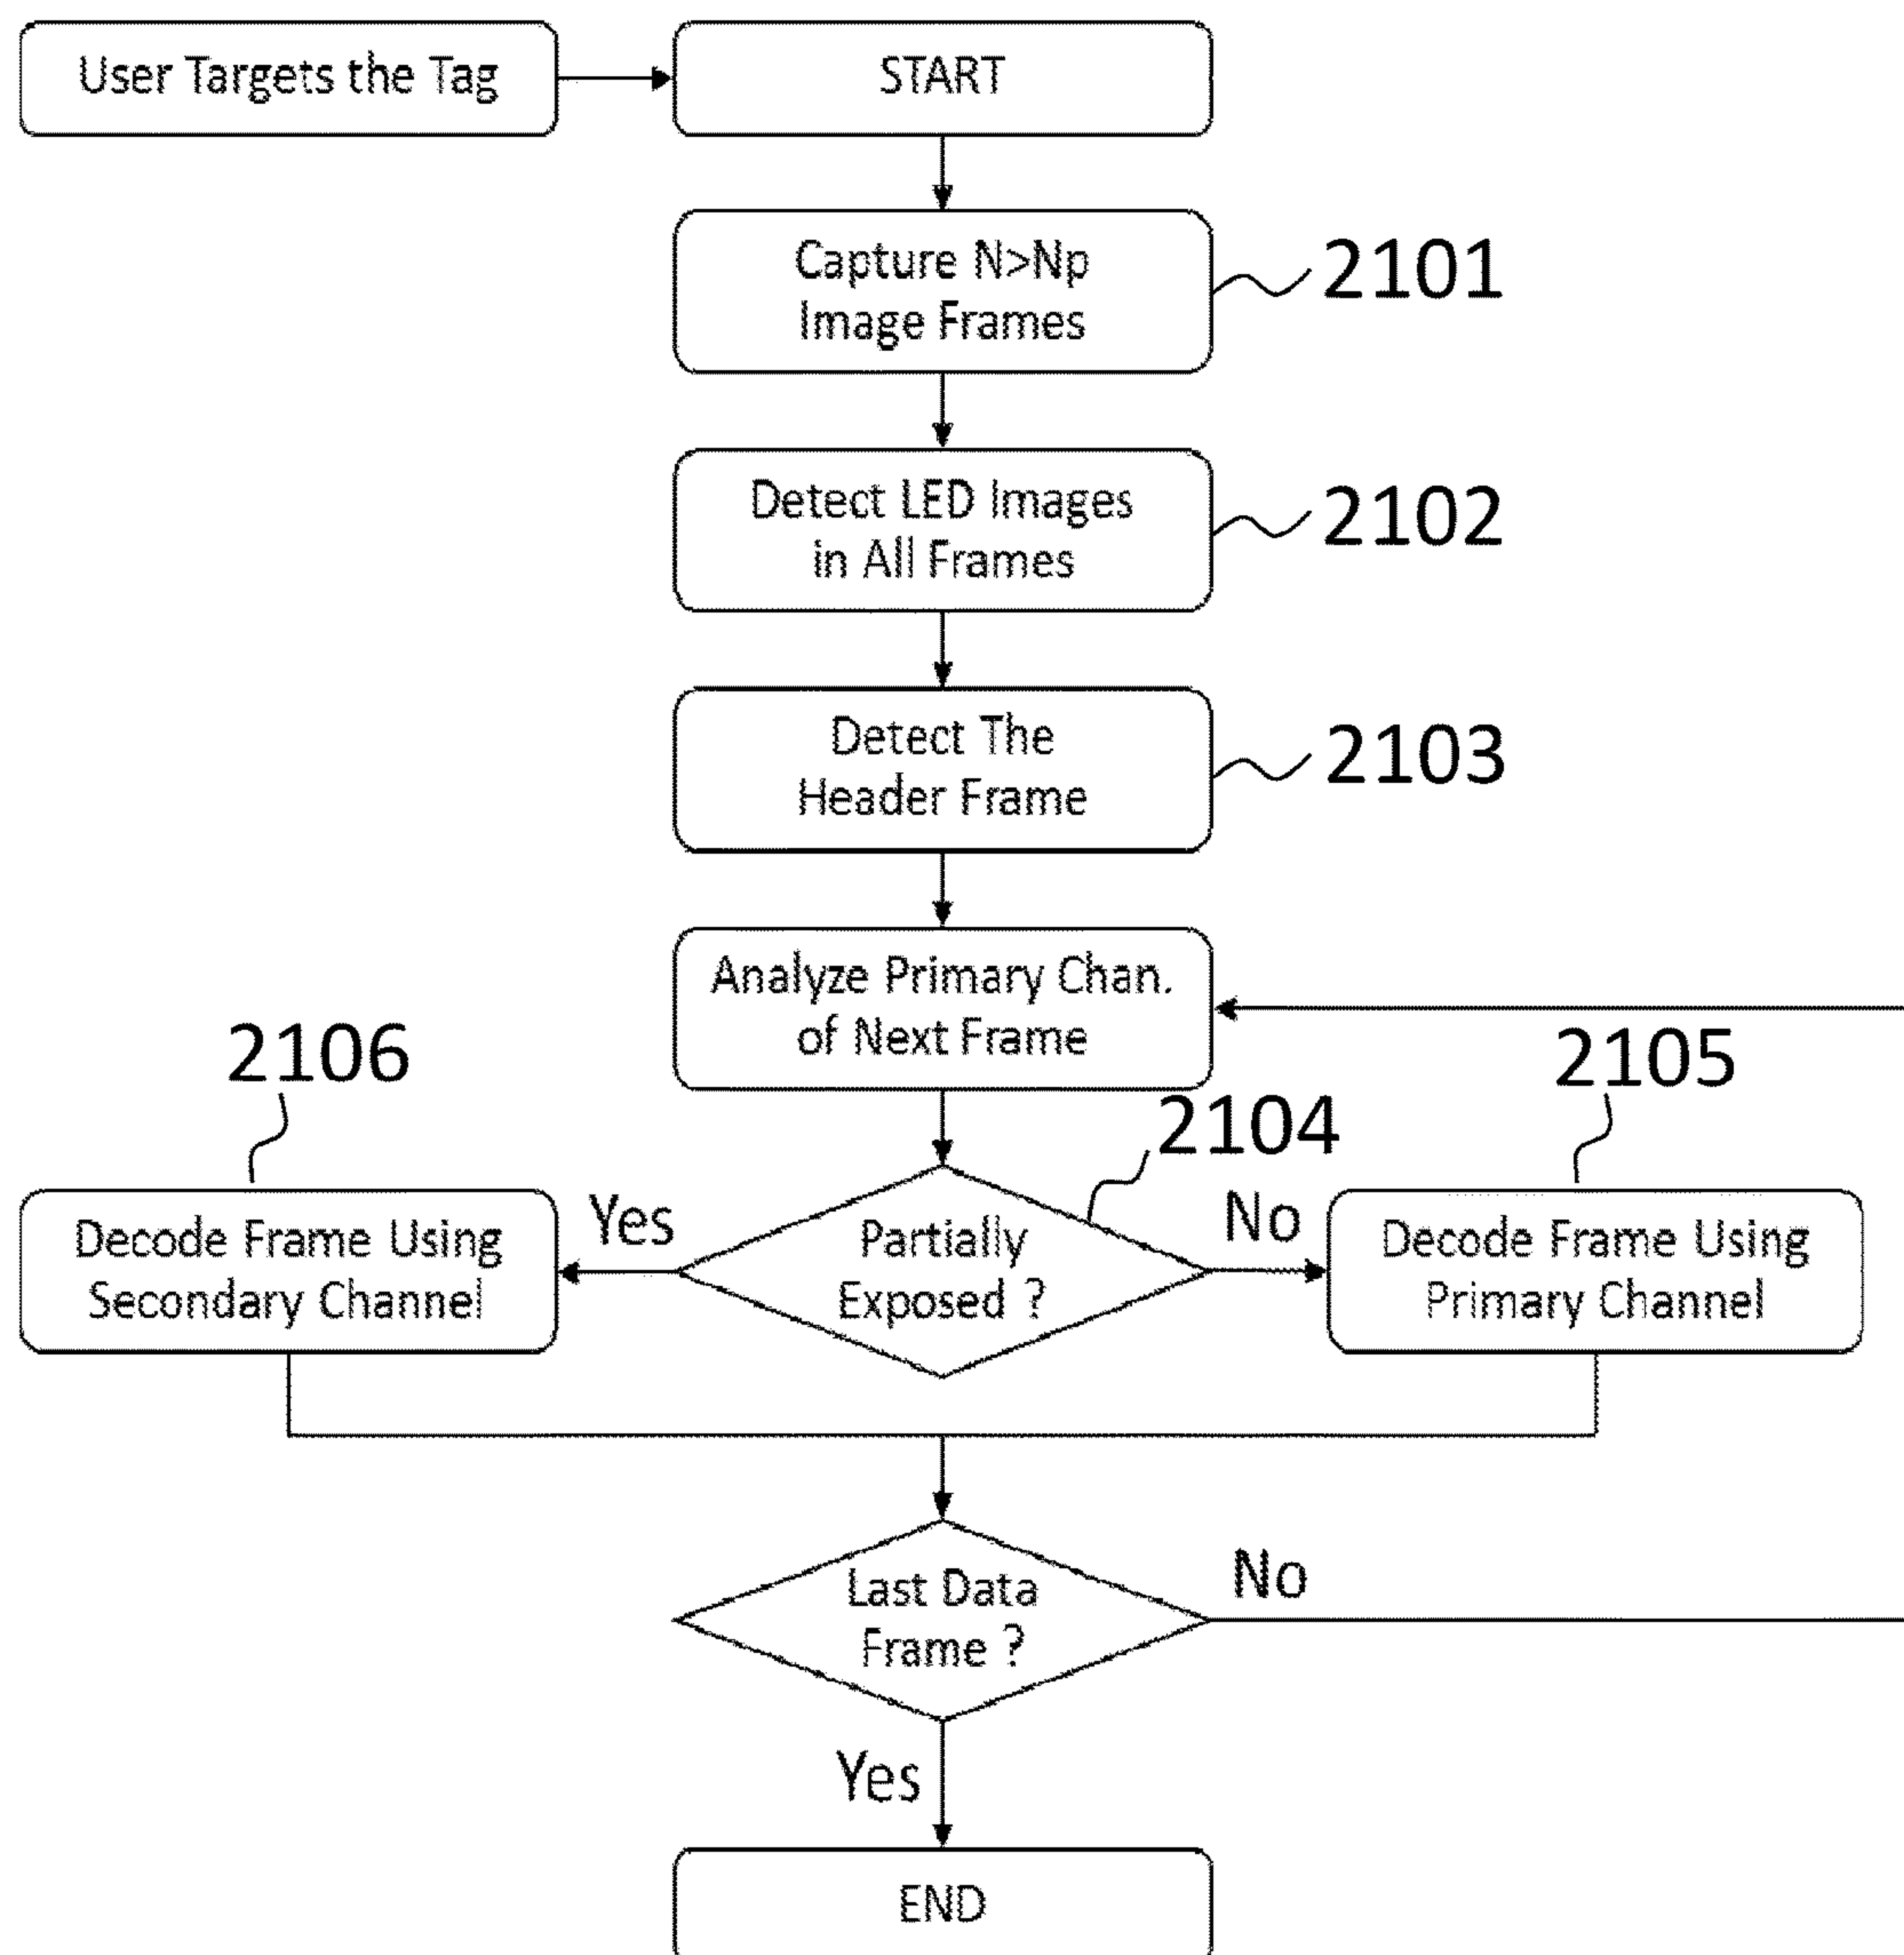 User Targets the Tag
START
Capture N>Np
Image Frames
2101
Detect LED Images
in All Frames
2102
Detect The
Header Frame
2103
Analyze Primary Chan.
of Next Frame
2106
2105
2104
Decode Frame Using
Secondary Channel
Yes
Partially
Exposed ?
No
Decode Frame Using
Primary Channel
Last Data
Frame ?
No
Yes
END